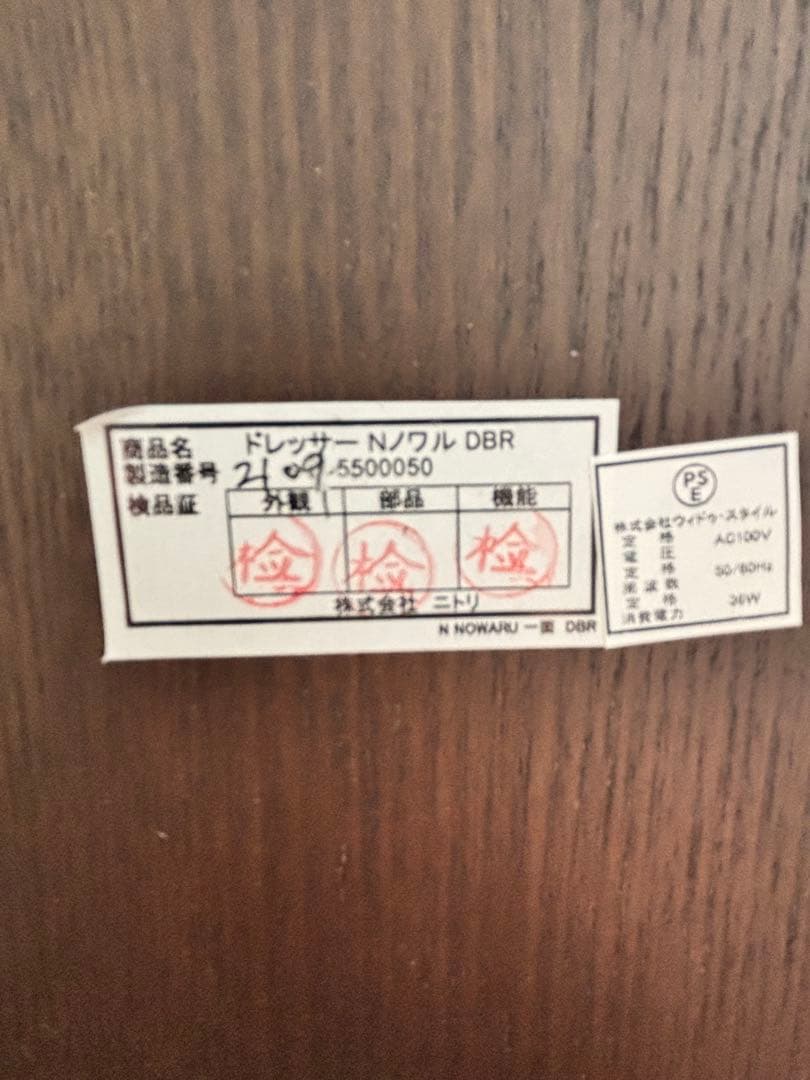 商品名 ドレッサー Nノワル DBR
製造番号 2109-5500050
検品証 外観 部品 機能
検 検 検
株式会社 ニトリ
N NOWARU 一面 DBR
PSE
株式会社ウィドゥ・スタイル
定格 AC100V
電圧
定格 50/60Hz
周波数
定格 36W
消費電力